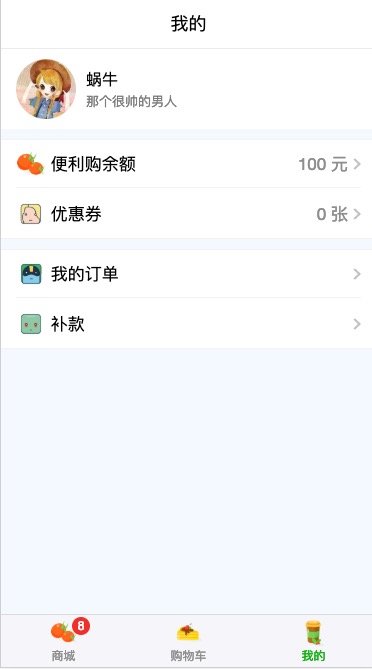 我的
蜗牛
那个很帅的男人
便利购余额 100 元
优惠券 0 张
我的订单
补款
8
商城 购物车 我的